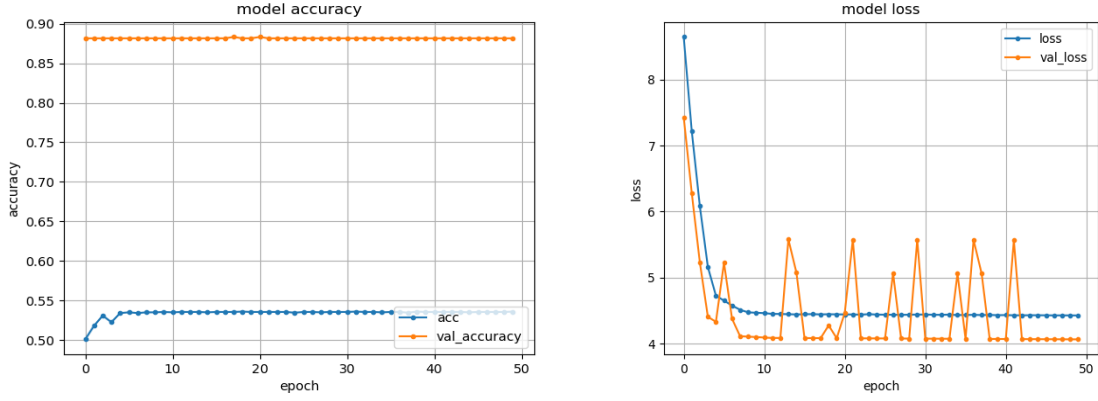 model accuracy
0.90
0.85
0.80
0.75
0.70
0.65
0.60
0.55
0.50
accuracy
0 10 20 30 40 50
epoch
acc
val_accuracy
model loss
8
7
6
5
4
loss
0 10 20 30 40 50
epoch
loss
val_loss